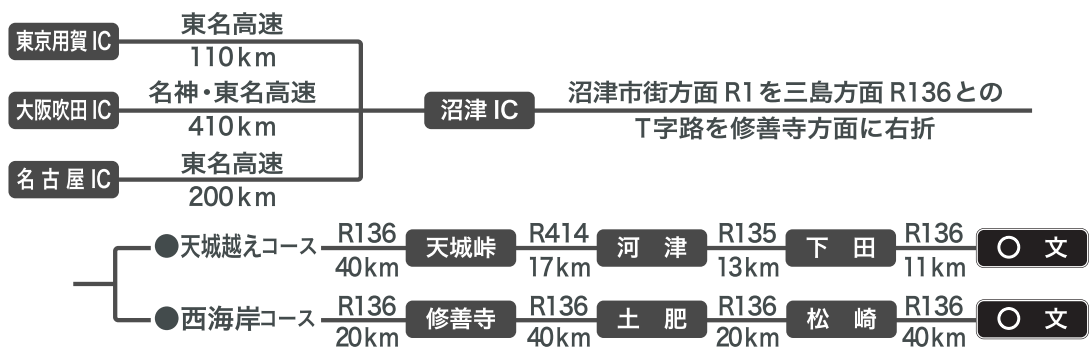 東名高速
東京用賀 IC
110km
名神・東名高速
大阪吹田 IC
410km
東名高速
名古屋 IC
200km
沼津 IC
沼津市街方面 R1を三島方面 R136との
T字路を修善寺方面に右折
●天城越えコース R136 天城峠 R414 河 津 R135 下 田 R136 〇 文
40km 17km 13km 11km
●西海岸コース R136 修善寺 R136 土 肥 R136 松 崎 R136 〇 文
20km 40km 20km 40km